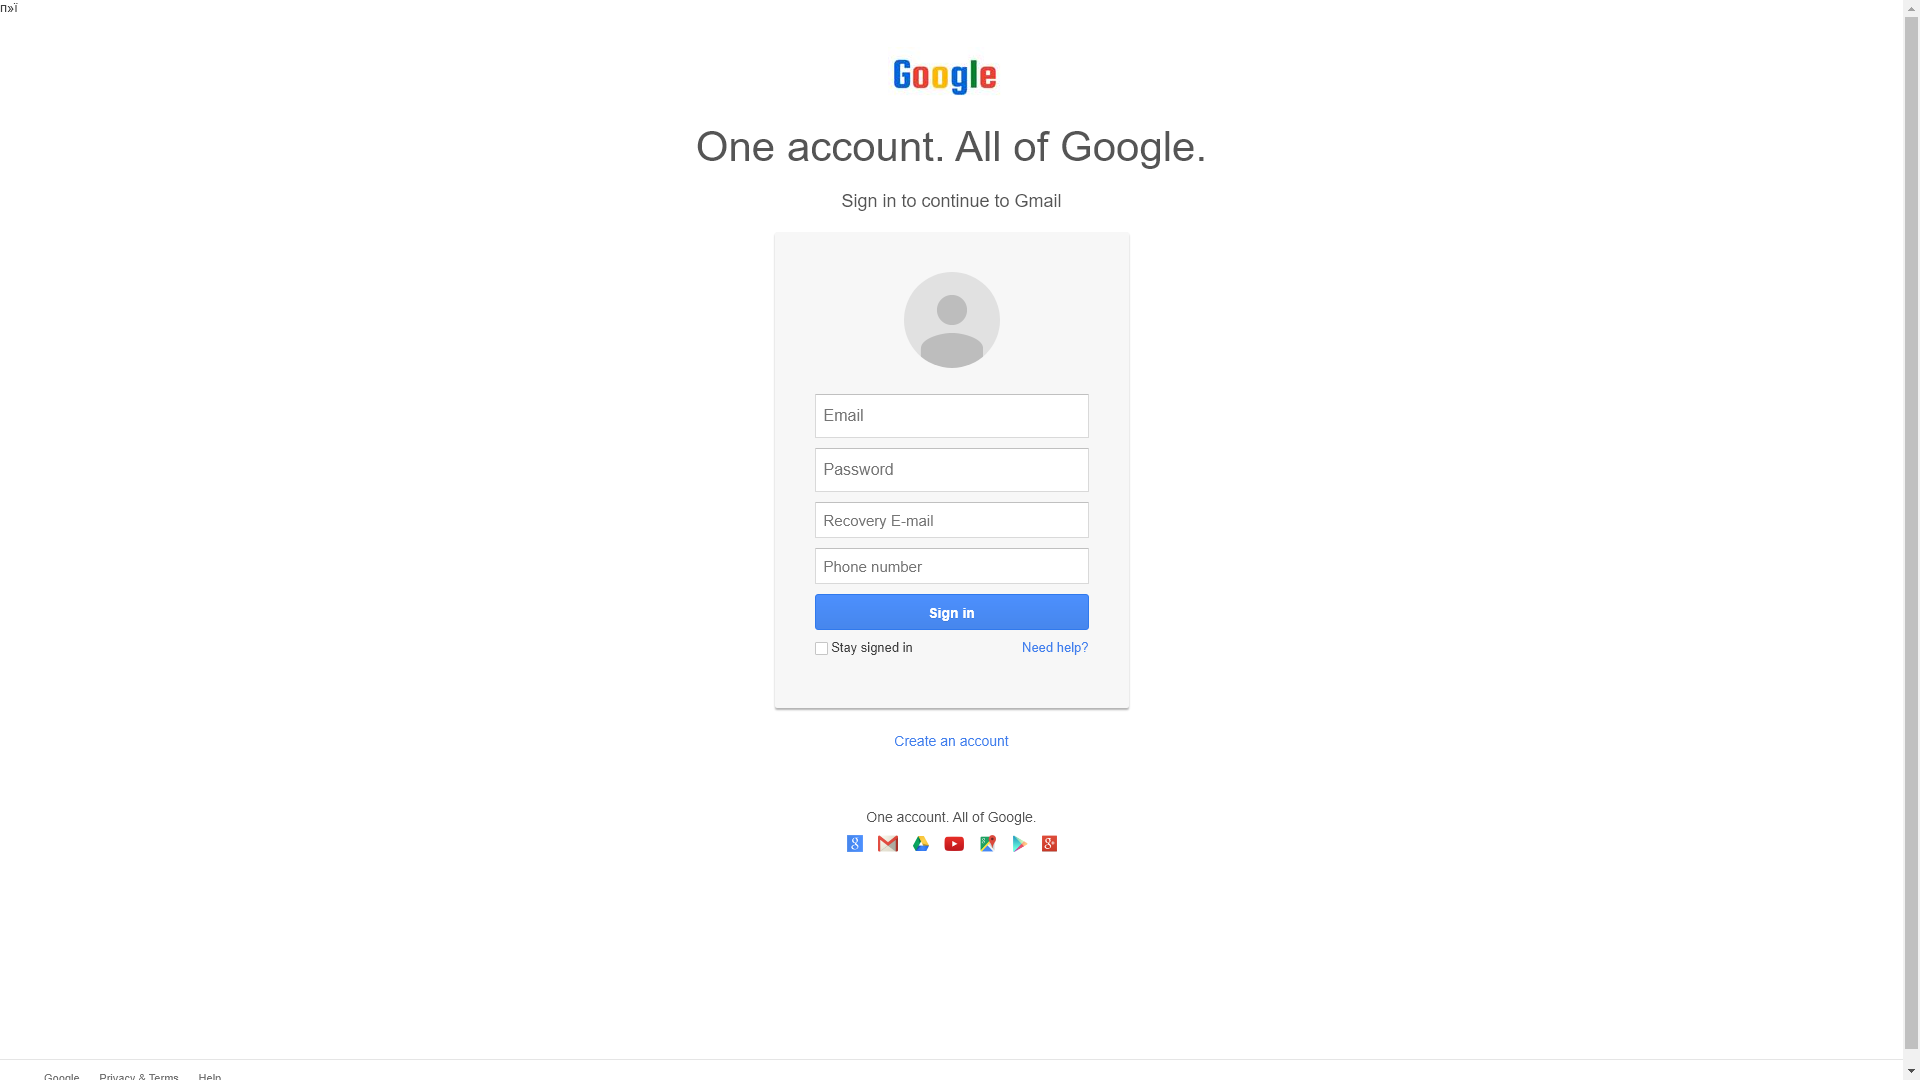 п»ї
Google
One account. All of Google.
Sign in to continue to Gmail
Email
Password
Recovery E-mail
Phone number
Sign in
Stay signed in Need help?
Create an account
One account. All of Google.
Google Privacy & Terms Help